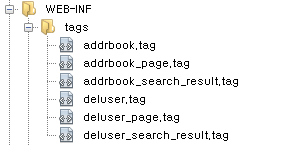 WEB-INF
tags
addrbook.tag
addrbook_page.tag
addrbook_search_result.tag
deluser.tag
deluser_page.tag
deluser_search_result.tag